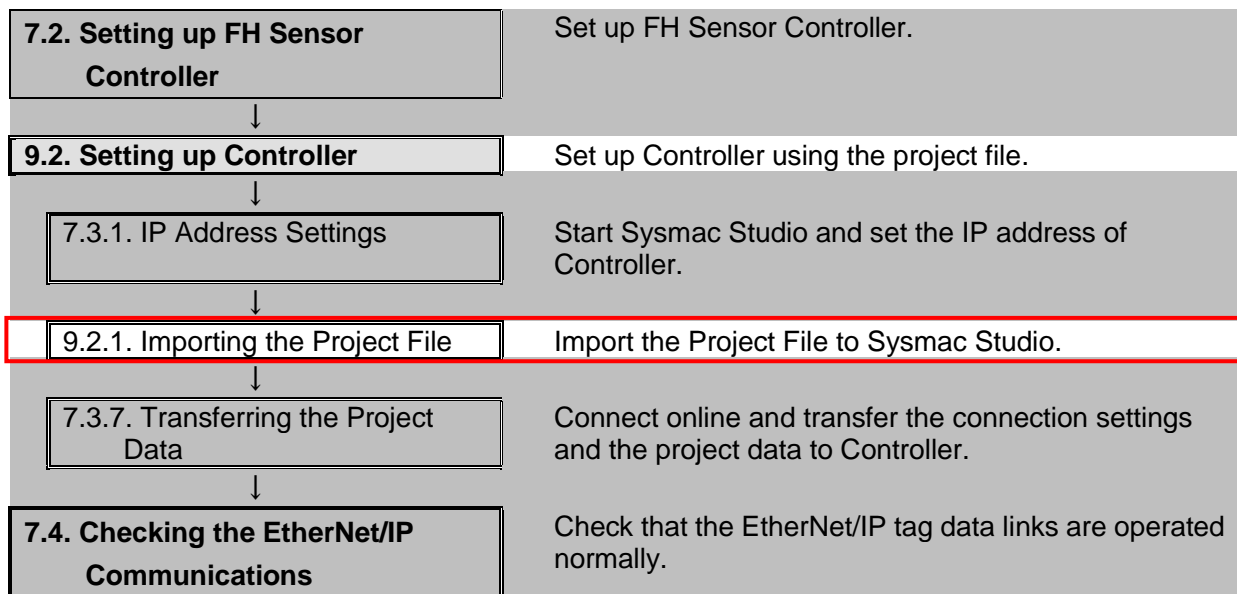 7.2. Setting up FH Sensor
Controller
Set up FH Sensor Controller.
↓
9.2. Setting up Controller
Set up Controller using the project file.
↓
7.3.1. IP Address Settings
Start Sysmac Studio and set the IP address of
Controller.
↓
9.2.1. Importing the Project File
Import the Project File to Sysmac Studio.
↓
7.3.7. Transferring the Project
Data
Connect online and transfer the connection settings
and the project data to Controller.
↓
7.4. Checking the EtherNet/IP
Communications
Check that the EtherNet/IP tag data links are operated
normally.